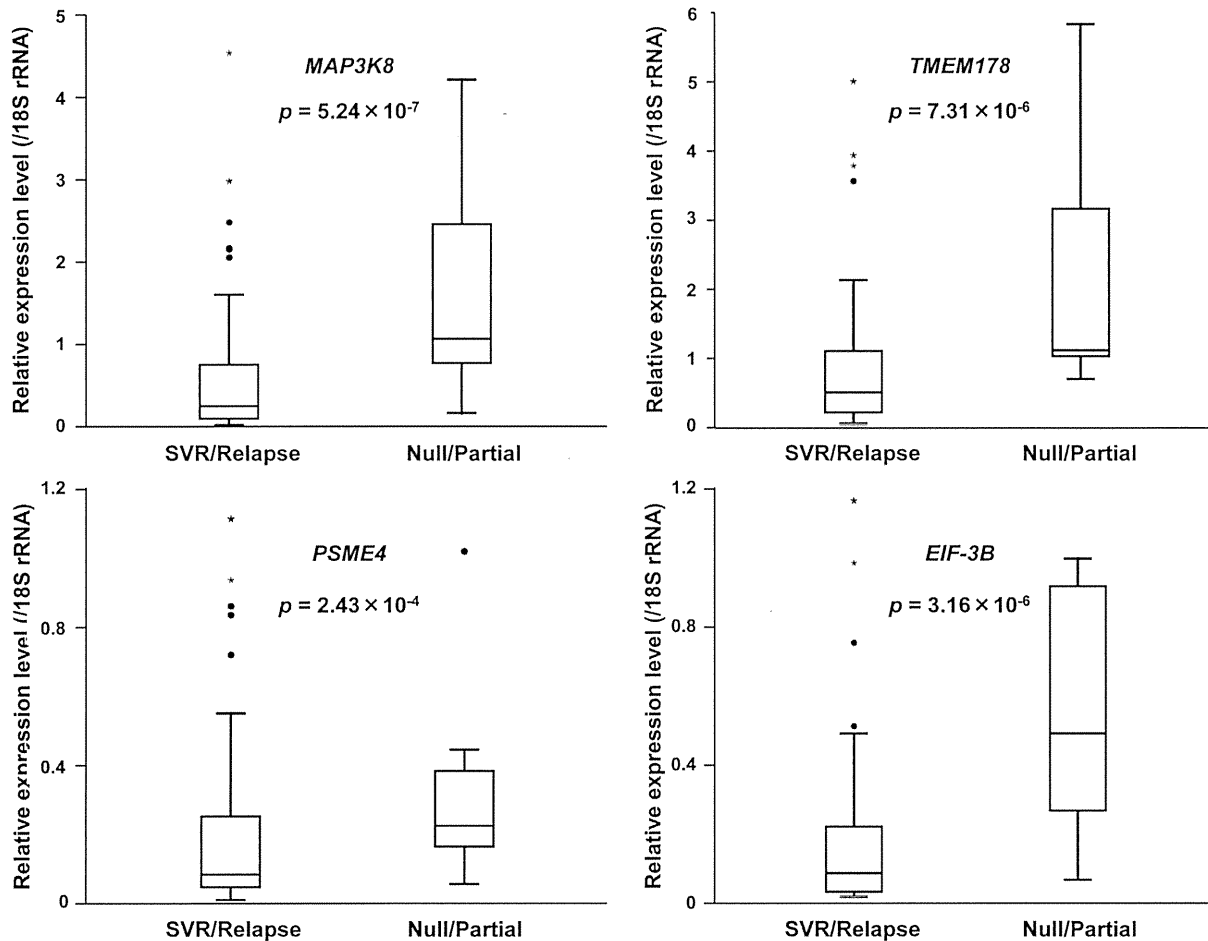 Relative expression level (/18S rRNA)
5
4
3
2
1
0
MAP3K8
p = 5.24 × 10-7
SVR/Relapse
Null/Partial
Relative expression level (/18S rRNA)
6
5
4
3
2
1
0
TMEM178
p = 7.31 × 10-6
SVR/Relapse
Null/Partial
Relative expression level (/18S rRNA)
1.2
0.8
0.4
0
PSME4
p = 2.43 × 10-4
SVR/Relapse
Null/Partial
Relative expression level (/18S rRNA)
1.2
0.8
0.4
0
EIF-3B
p = 3.16 × 10-6
SVR/Relapse
Null/Partial